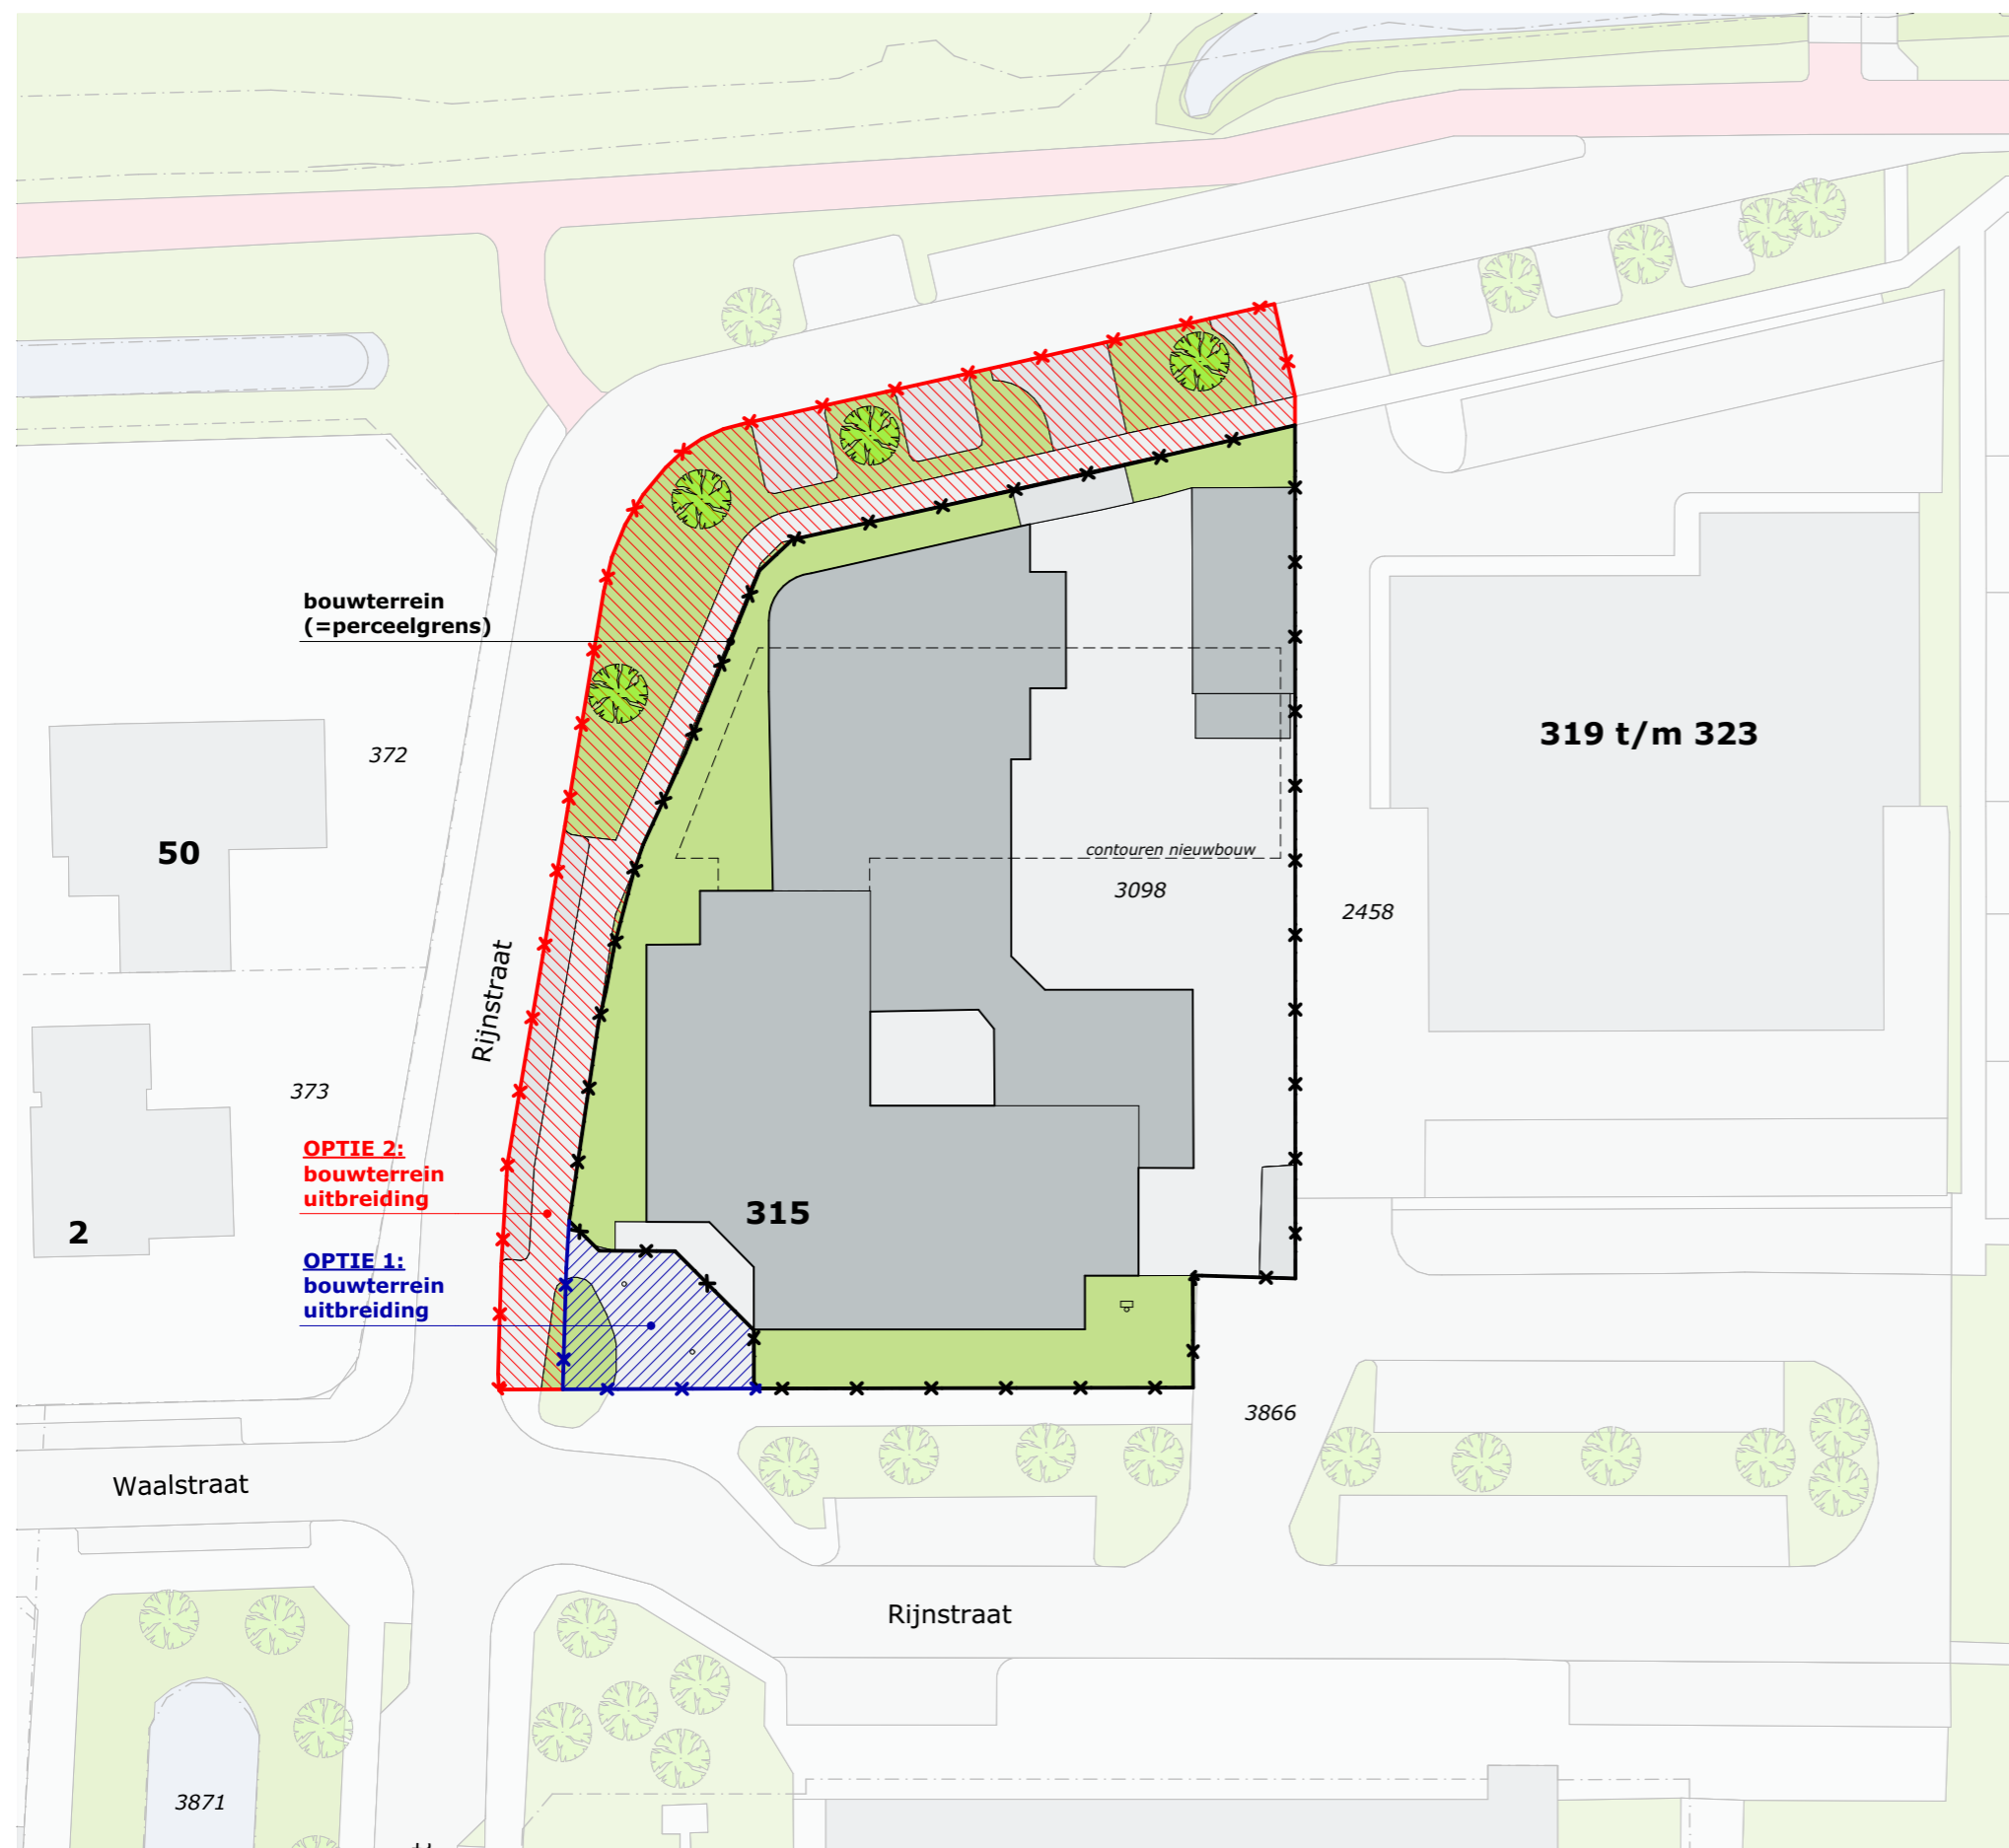 bouwterrein
(=perceelgrens)
372
50
319 t/m 323
contouren nieuwbouw
3098
2458
Rijnstraat
373
OPTIE 2:
bouwterrein
uitbreiding
315
2
OPTIE 1:
bouwterrein
uitbreiding
3866
Waalstraat
Rijnstraat
3871